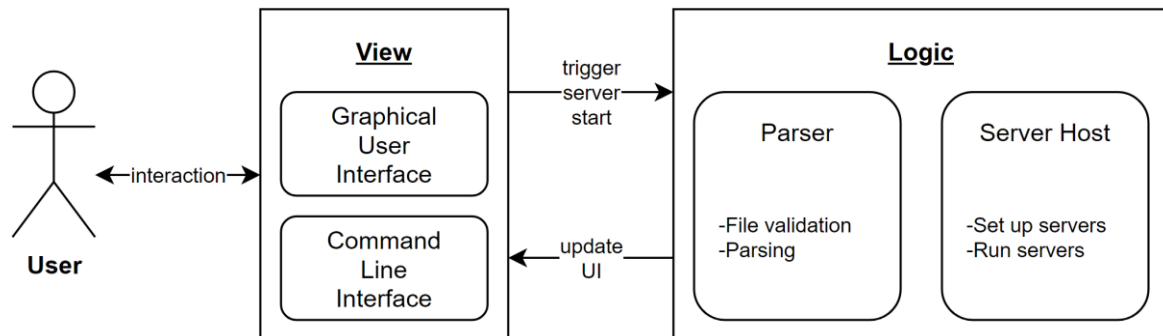 User
interaction
View
Graphical
User
Interface
Command
Line
Interface
trigger
server
start
update
UI
Logic
Parser
-File validation
-Parsing
Server Host
-Set up servers
-Run servers